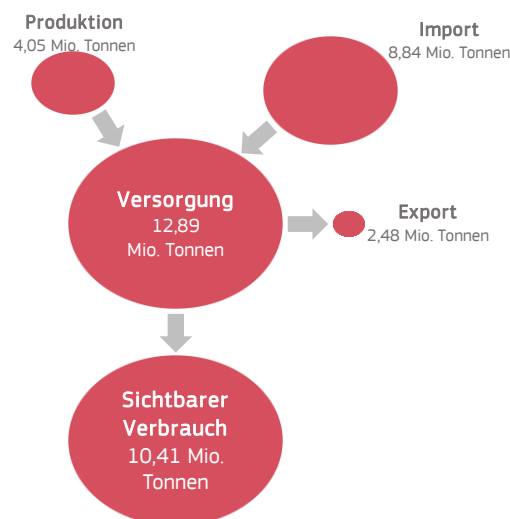 Produktion
4,05 Mio. Tonnen
Import
8,84 Mio. Tonnen
Versorgung
12,89
Mio. Tonnen
Export
2,48 Mio. Tonnen
Sichtbarer
Verbrauch
10,41 Mio.
Tonnen